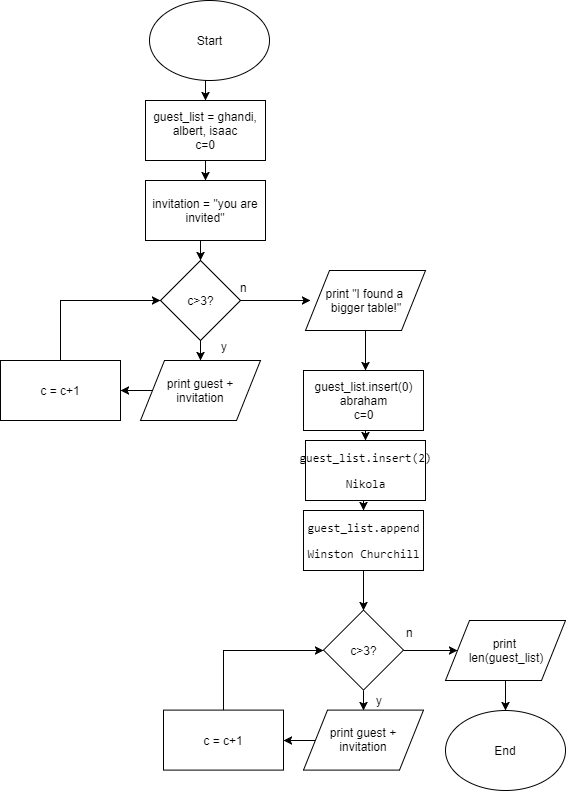 Start
guest_list = ghandi,
albert, isaac
c=0
invitation = "you are
invited"
c>3?
n
y
print "I found a
bigger table!"
c = c+1
print guest +
invitation
guest_list.insert(0)
abraham
c=0
guest_list.insert(2)
Nikola
guest_list.append
Winston Churchill
c>3?
n
y
print
len(guest_list)
c = c+1
print guest +
invitation
End